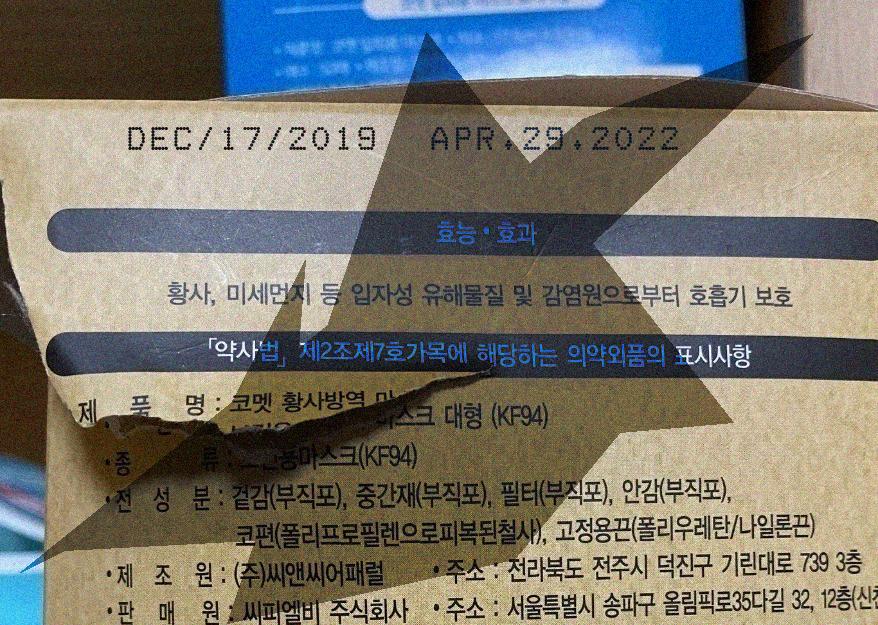 DEC/17/2019 APR.29.2022
효능 • 효과
황사, 미세먼지 등 입자성 유해물질 및 감염원으로부터 호흡기 보호
「약사법」 제2조제7호가목에 해당하는 의약외품의 표시사항
제 품 명 : 코멧 황사방역 마스크 대형 (KF94)
•종 류 : 마스크(KF94)
•전 성 분 : 겉감(부직포), 중간재(부직포), 필터(부직포), 안감(부직포),
코편(폴리프로필렌으로피복된철사), 고정용끈(폴리우레탄/나일론끈)
•제 조 원 : (주)씨앤씨어패럴 •주소 : 전라북도 전주시 덕진구 기린대로 739 3층
•판 매 원 : 씨피엘비 주식회사 •주소 : 서울특별시 송파구 올림픽로35다길 32, 12층